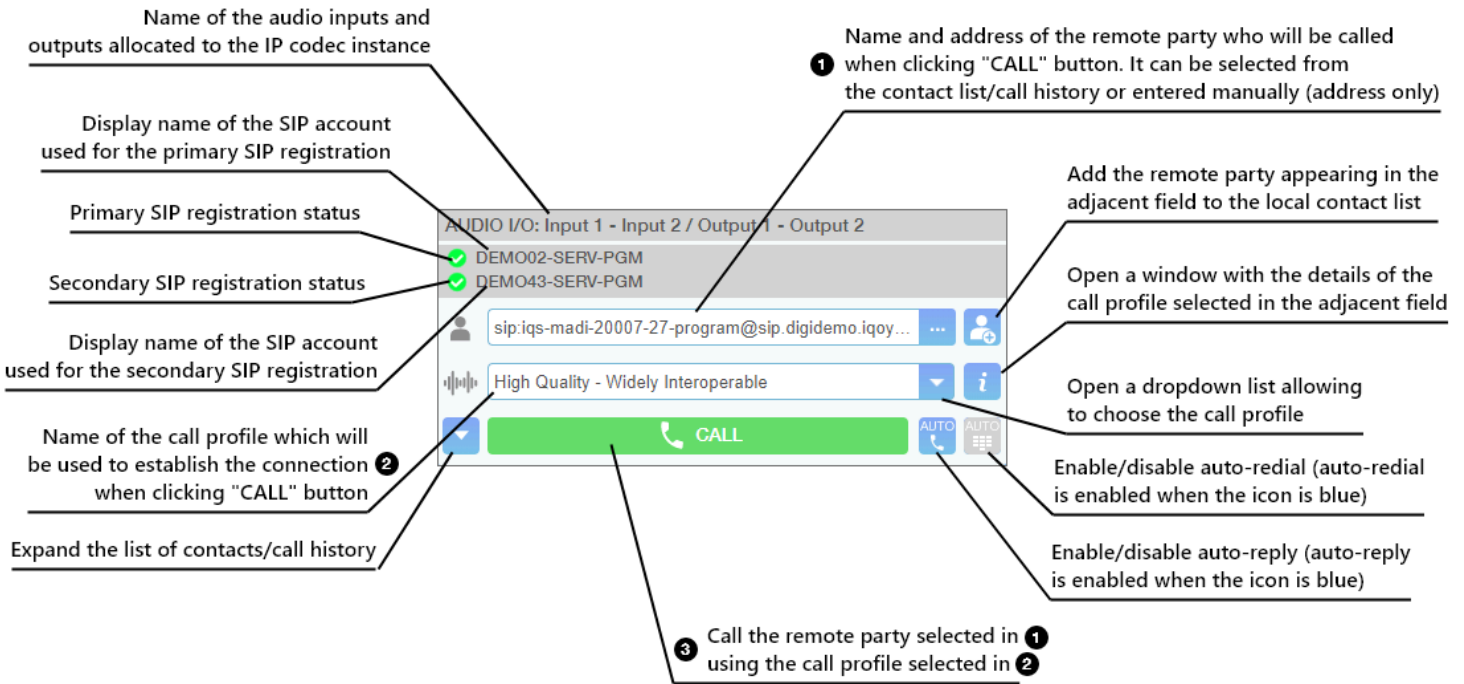 Name of the audio inputs and
outputs allocated to the IP codec instance
❶ Name and address of the remote party who will be called
when clicking "CALL" button. It can be selected from
the contact list/call history or entered manually (address only)
Display name of the SIP account
used for the primary SIP registration
Add the remote party appearing in the
adjacent field to the local contact list
Primary SIP registration status
Secondary SIP registration status
Open a window with the details of the
call profile selected in the adjacent field
Display name of the SIP account
used for the secondary SIP registration
AUDIO I/O: Input 1 - Input 2 / Output 1 - Output 2
DEMO02-SERV-PGM
DEMO43-SERV-PGM
sip:iqs-madi-20007-27-program@sip.digidemo.iqoy... ...
High Quality - Widely Interoperable i
CALL AUTO AUTO
Open a dropdown list allowing
to choose the call profile
Name of the call profile which will
be used to establish the connection ❷
when clicking "CALL" button
Enable/disable auto-redial (auto-redial
is enabled when the icon is blue)
Expand the list of contacts/call history
Enable/disable auto-reply (auto-reply
is enabled when the icon is blue)
❸ Call the remote party selected in ❶
using the call profile selected in ❷